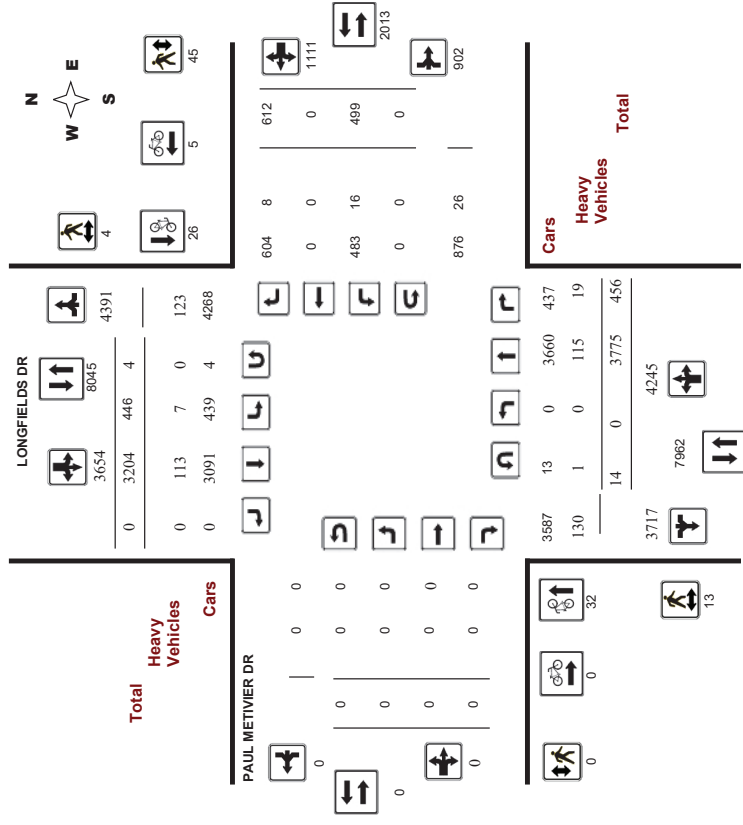 N
W E
S
4
45
26
5
LONGFIELDS DR
3654
8045
4391
0 3204 446 4
0 113 7 0 123
0 3091 439 4 4268
Total
Heavy
Vehicles
Cars
604 8 612
0 0 0
483 16 499
0 0 0
876 26
1111
2013
902
PAUL METIVIER DR
0
0
0
0 0
0 0 0
0 0 0
0 0 0
0 0 0
Cars
Heavy
Vehicles
Total
3587 13 0 3660 437
130 1 0 115 19
14 0 3775 456
3717
7962
4245
0
0
32
13